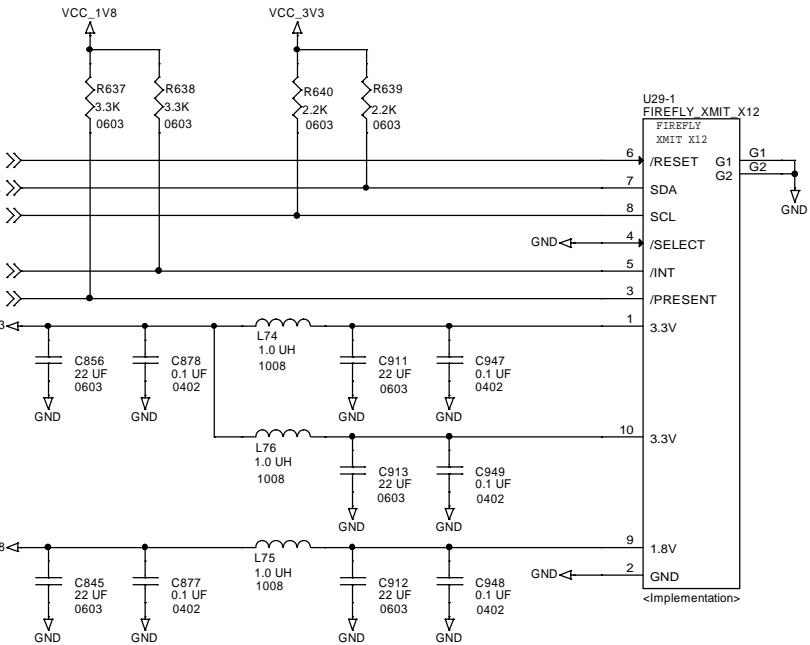 VCC_1V8
VCC_3V3
R637
3.3K
0603
R638
3.3K
0603
R640
2.2K
0603
R639
2.2K
0603
U29-1
FIREFLY_XMIT_X12
FIREFLY
XMIT X12
6 /RESET
7 SDA
8 SCL
GND 4 /SELECT
5 /INT
3 /PRESENT
G1 G1
G2 G2
GND
3
1 3.3V
L74
1.0 UH
1008
C856
22 UF
0603
GND
C878
0.1 UF
0402
GND
C911
22 UF
0603
GND
C947
0.1 UF
0402
GND
10 3.3V
L76
1.0 UH
1008
C913
22 UF
0603
GND
C949
0.1 UF
0402
GND
8
9 1.8V
L75
1.0 UH
1008
GND 2 GND
<Implementation>
C845
22 UF
0603
GND
C877
0.1 UF
0402
GND
C912
22 UF
0603
GND
C948
0.1 UF
0402
GND